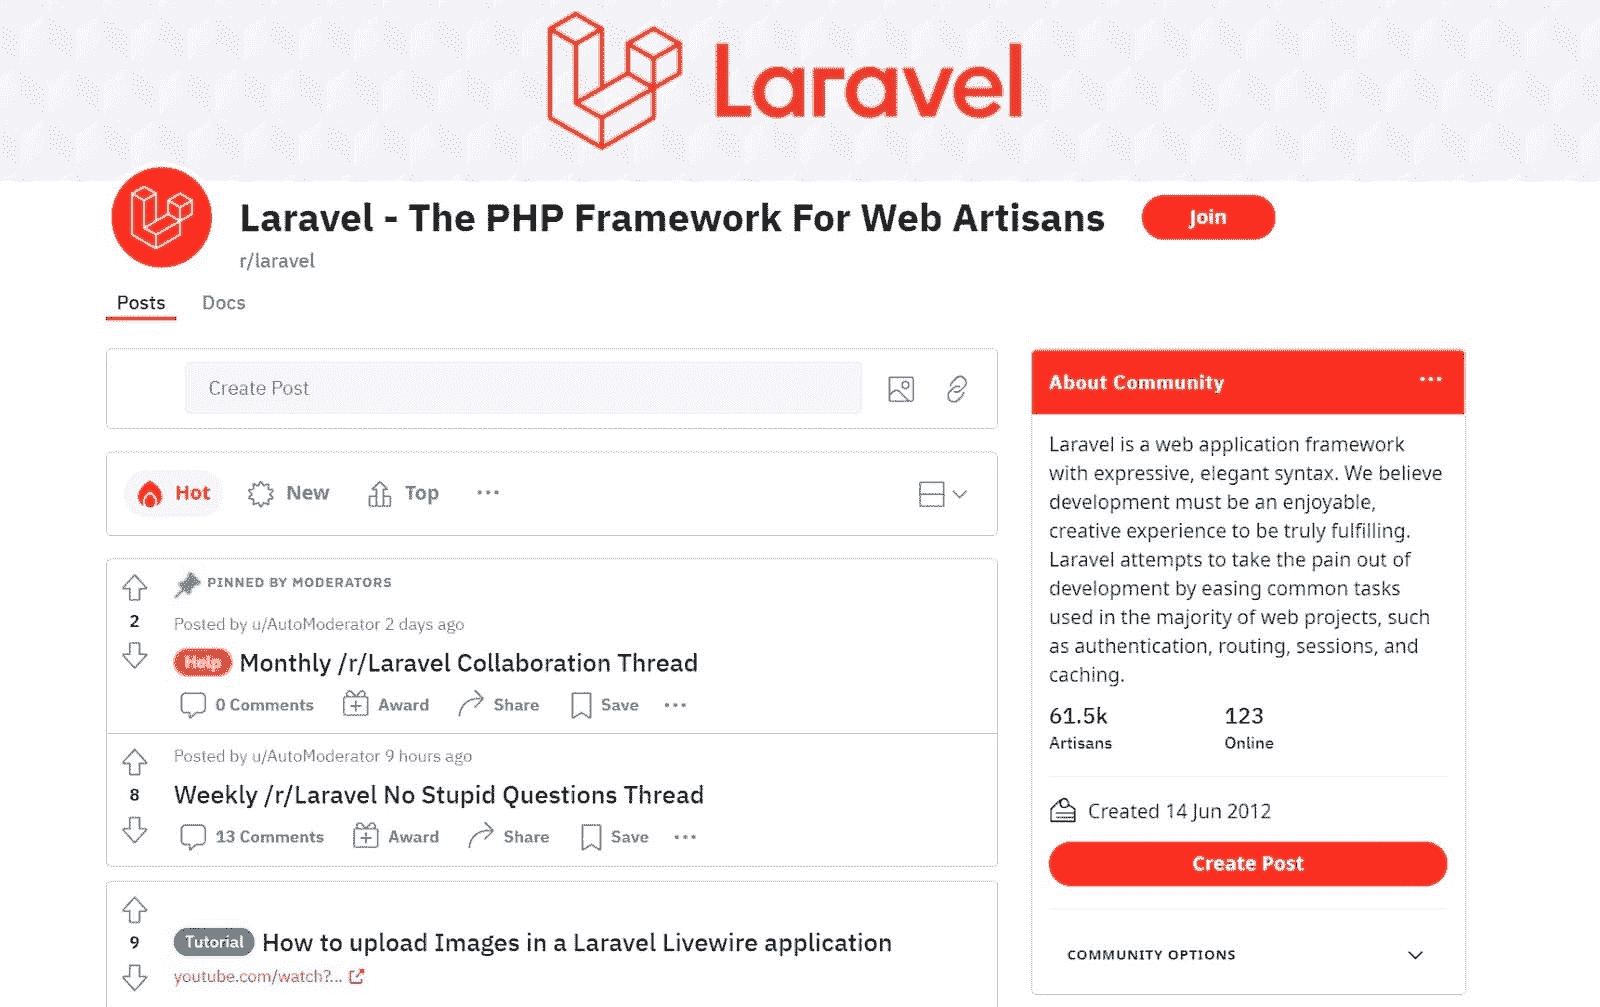 Laravel
Laravel - The PHP Framework For Web Artisans
Join
r/laravel
Posts Docs
Create Post
Hot New Top
PINNED BY MODERATORS
2
Posted by u/AutoModerator 2 days ago
Help Monthly /r/Laravel Collaboration Thread
0 Comments Award Share Save
Posted by u/AutoModerator 9 hours ago
8
Weekly /r/Laravel No Stupid Questions Thread
13 Comments Award Share Save
9
Tutorial How to upload Images in a Laravel Livewire application
youtube.com/watch?...
About Community
Laravel is a web application framework
with expressive, elegant syntax. We believe
development must be an enjoyable,
creative experience to be truly fulfilling.
Laravel attempts to take the pain out of
development by easing common tasks
used in the majority of web projects, such
as authentication, routing, sessions, and
caching.
61.5k 123
Artisans Online
Created 14 Jun 2012
Create Post
COMMUNITY OPTIONS